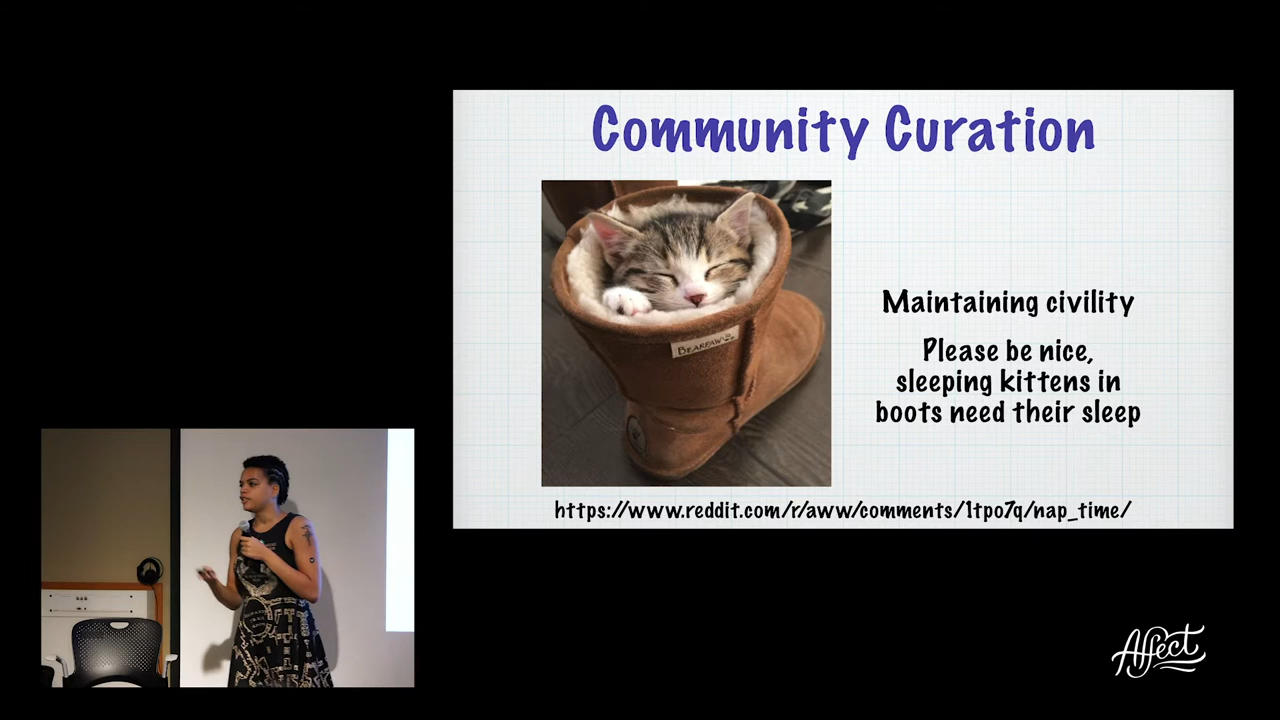 Community Curation
BEARPAW
Maintaining civility
Please be nice,
sleeping kittens in
boots need their sleep
https://www.reddit.com/r/aww/comments/1tpo7q/nap_time/
Affect